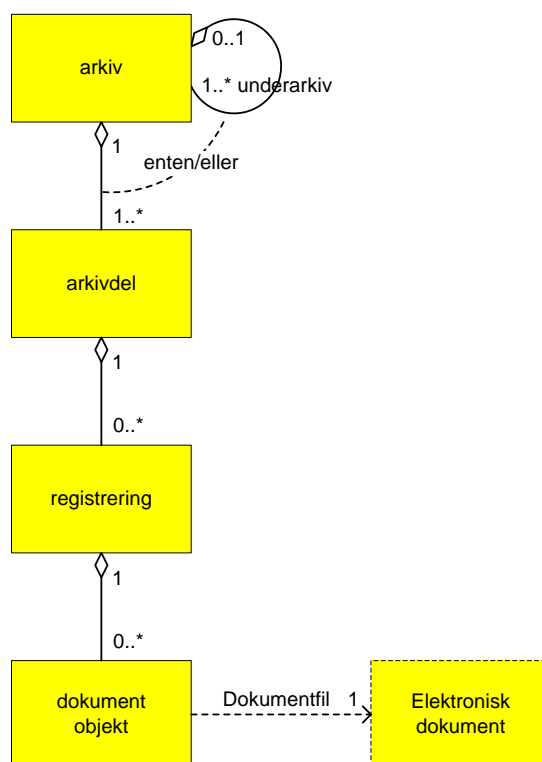 0..1
arkiv
1..* underarkiv
1
enten/eller
1..*
arkivdel
1
0..*
registrering
1
0..*
dokument
objekt
Dokumentfil 1
Elektronisk
dokument